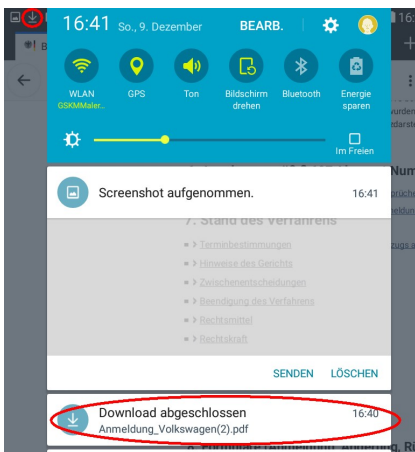 16:41 So., 9. Dezember BEARB.
WLAN GPS Ton Bildschirm drehen Bluetooth Energie sparen
GSKMMaler..
Im Freien
Screenshot aufgenommen. 16:41
7. Stand des Verfahrens
Terminbestimmungen
Hinweise des Gerichts
Zwischenentscheidungen
Beendigung des Verfahrens
Rechtsmittel
Rechtskraft
SENDEN LÖSCHEN
Download abgeschlossen 16:40
Anmeldung_Volkswagen(2).pdf